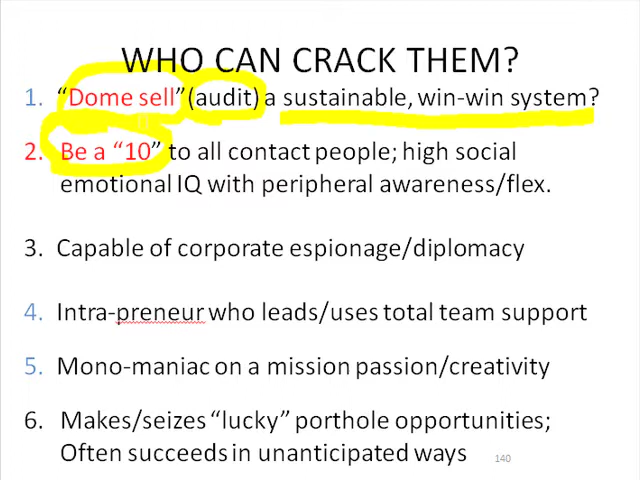 WHO CAN CRACK THEM?
1. “Dome sell” (audit) a sustainable, win-win system?
2. Be a “10” to all contact people; high social
emotional IQ with peripheral awareness/flex.
3. Capable of corporate espionage/diplomacy
4. Intra-preneur who leads/uses total team support
5. Mono-maniac on a mission passion/creativity
6. Makes/seizes “lucky” porthole opportunities;
Often succeeds in unanticipated ways
140